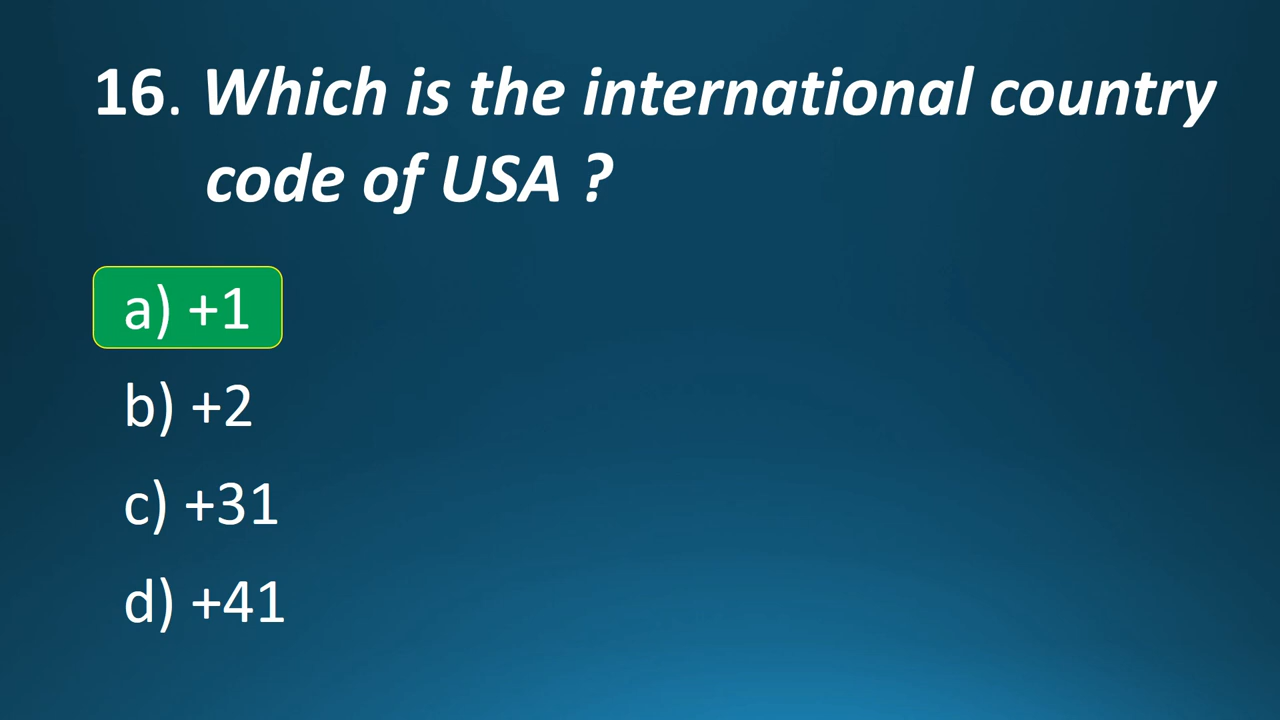 16. Which is the international country
code of USA ?
a) +1
b) +2
c) +31
d) +41